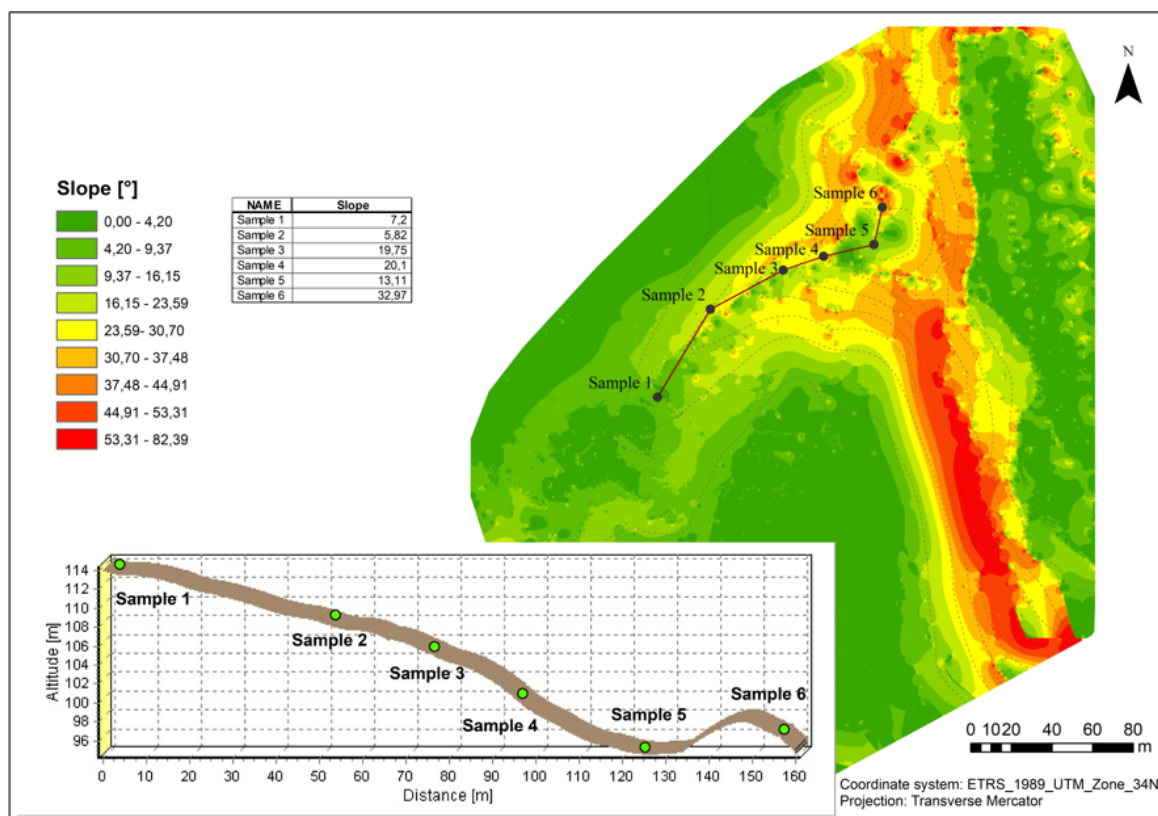 N
Slope [°]
0,00 - 4,20
4,20 - 9,37
9,37 - 16,15
16,15 - 23,59
23,59- 30,70
30,70 - 37,48
37,48 - 44,91
44,91 - 53,31
53,31 - 82,39
NAME Slope
Sample 1 7,2
Sample 2 5,82
Sample 3 19,75
Sample 4 20,1
Sample 5 13,11
Sample 6 32,97
Sample 6
Sample 5
Sample 4
Sample 3
Sample 2
Sample 1
114
112
110
108
106
104
102
100
98
96
Altitude [m]
Sample 1
Sample 2
Sample 3
Sample 4
Sample 5
Sample 6
0 10 20 30 40 50 60 70 80 90 100 110 120 130 140 150 160
Distance [m]
0 10 20 40 60 80
m
Coordinate system: ETRS_1989_UTM_Zone_34N
Projection: Transverse Mercator